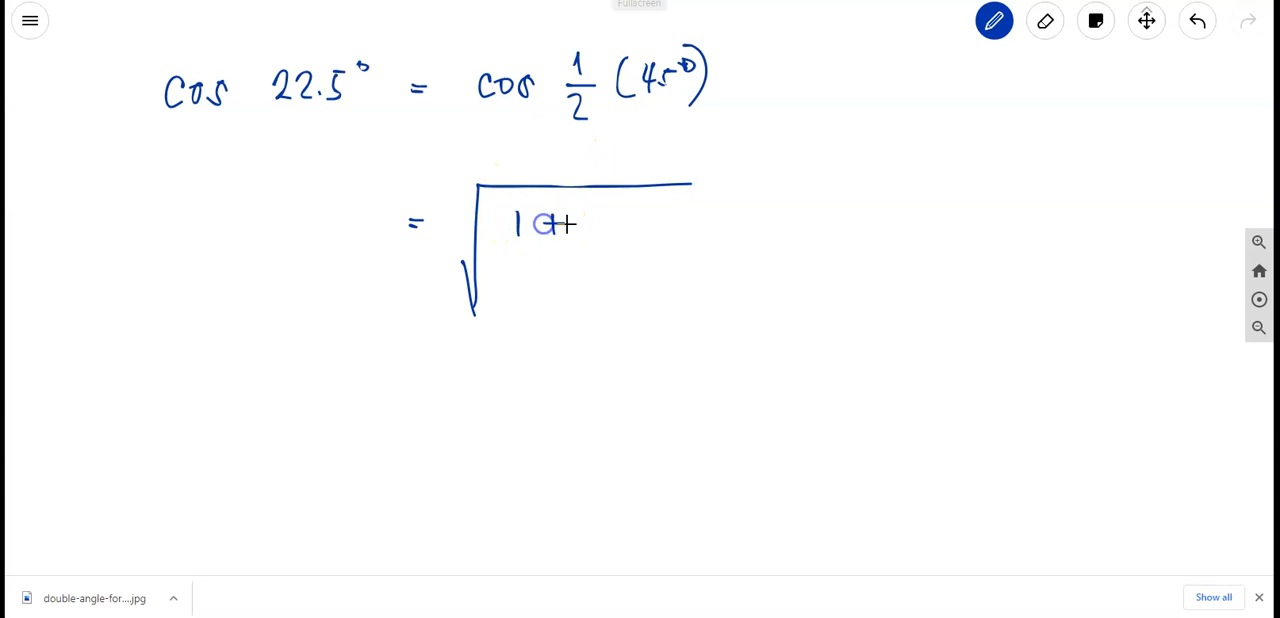 Fullscreen
cos 22.5° = cos 1/2 (45°)
= √ 1 +
double-angle-for....jpg
Show all